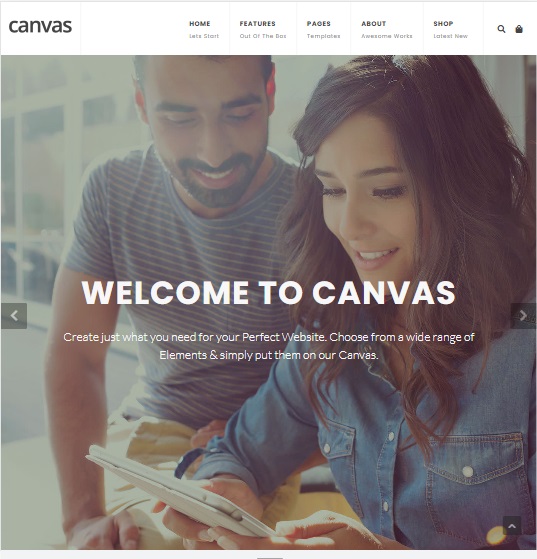 canvas
HOME
Lets Start
FEATURES
Out Of The Box
PAGES
Templates
ABOUT
Awesome Works
SHOP
Latest New
WELCOME TO CANVAS
Create just what you need for your Perfect Website. Choose from a wide range of
Elements & simply put them on our Canvas.